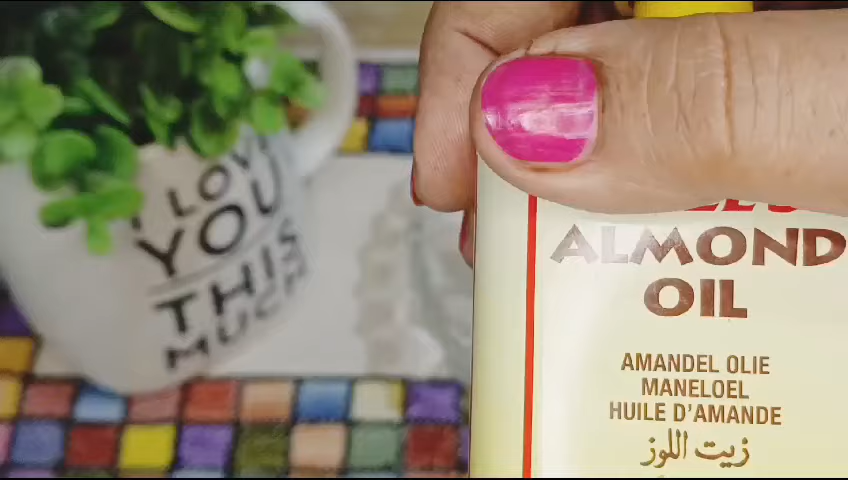 I LOVE
YOU
THIS
MUCH
ALMOND
OIL
AMANDEL OLIE
MANELOEL
HUILE D'AMANDE
زيت اللوز